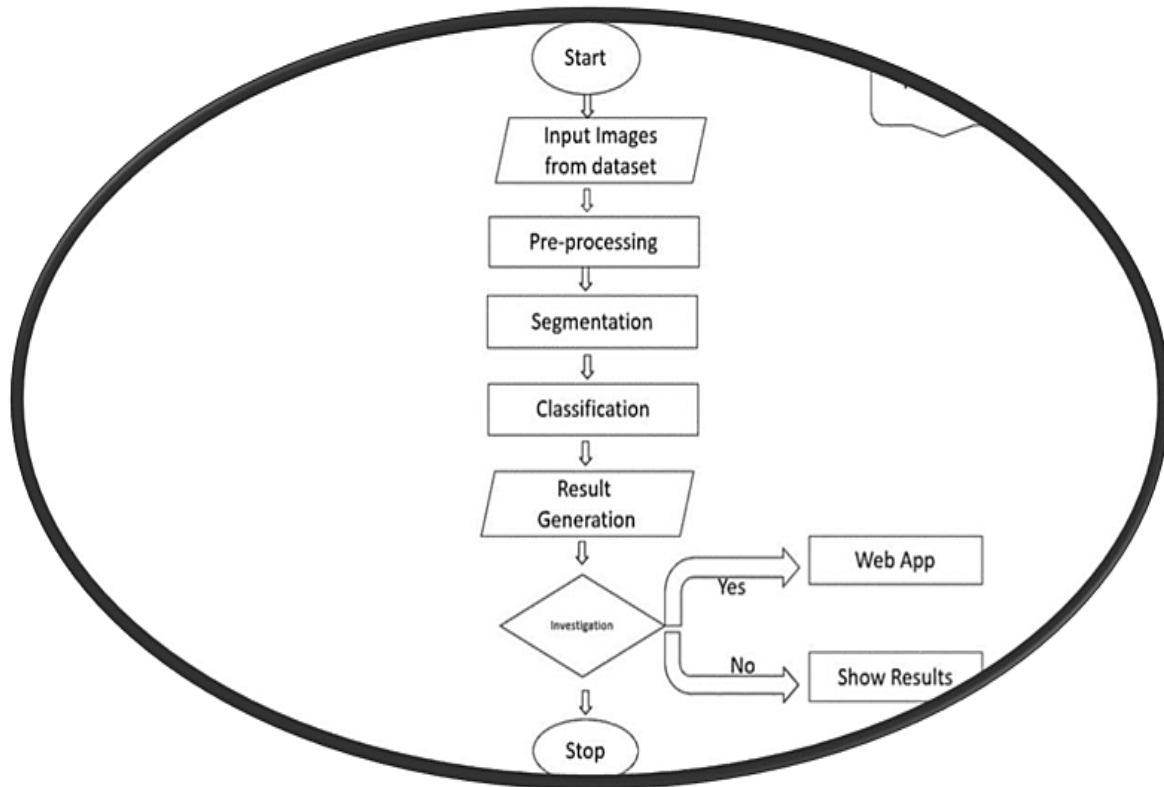 Start
Input Images
from dataset
Pre-processing
Segmentation
Classification
Result
Generation
Investigation
Yes
Web App
No
Show Results
Stop